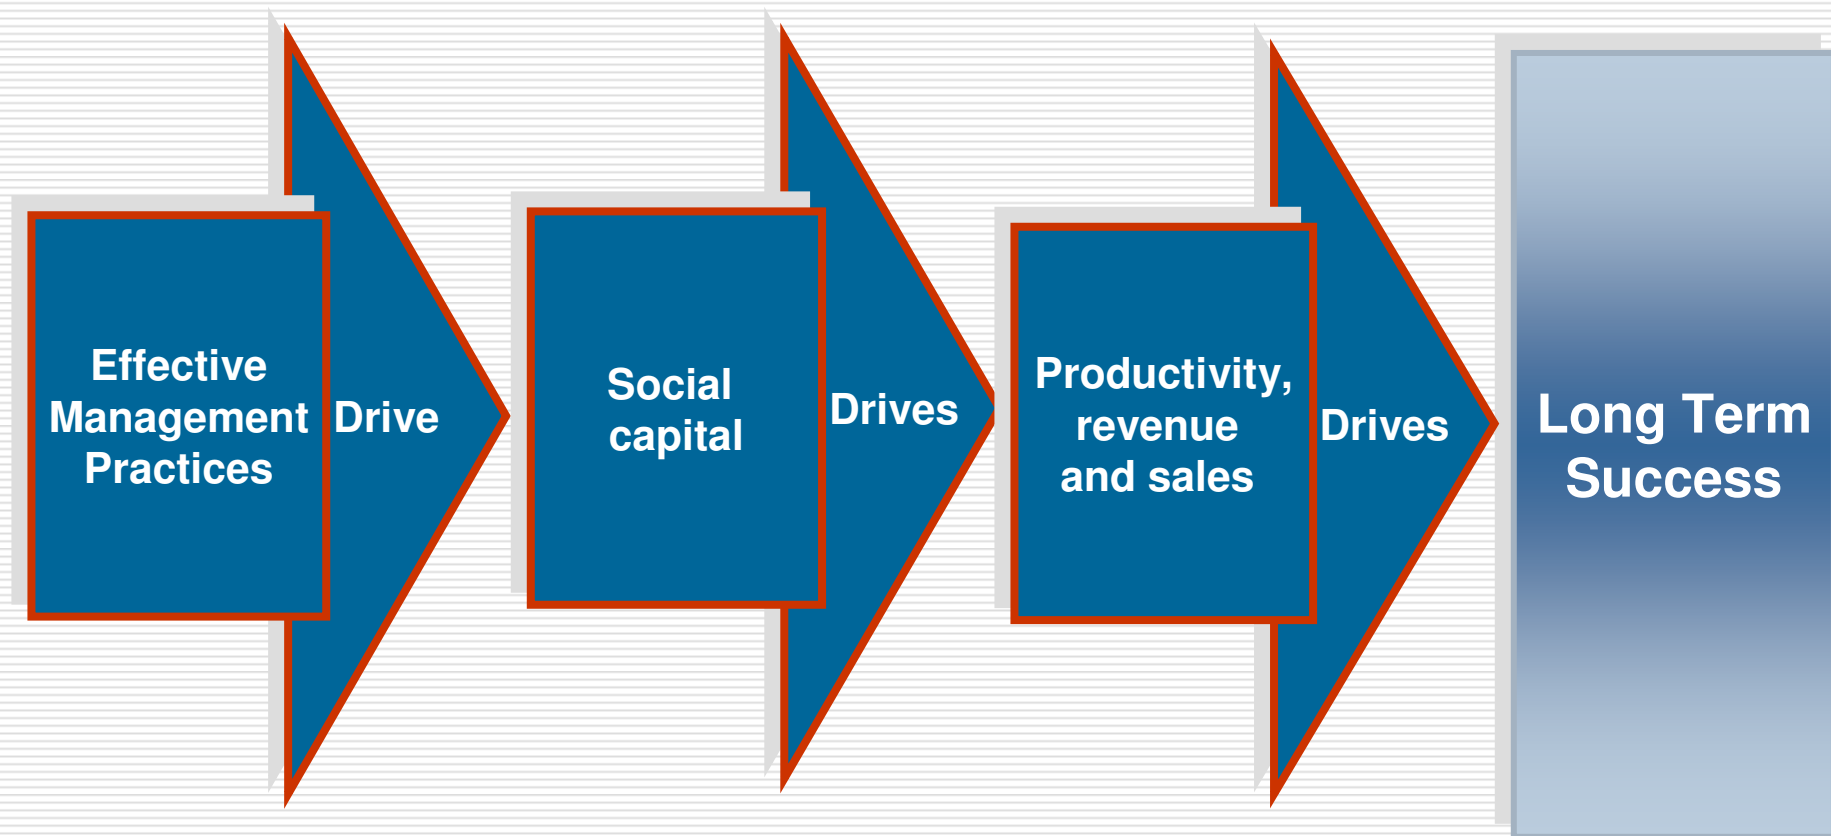 Effective
Management
Practices
Drive
Social
capital
Drives
Productivity,
revenue
and sales
Drives
Long Term
Success